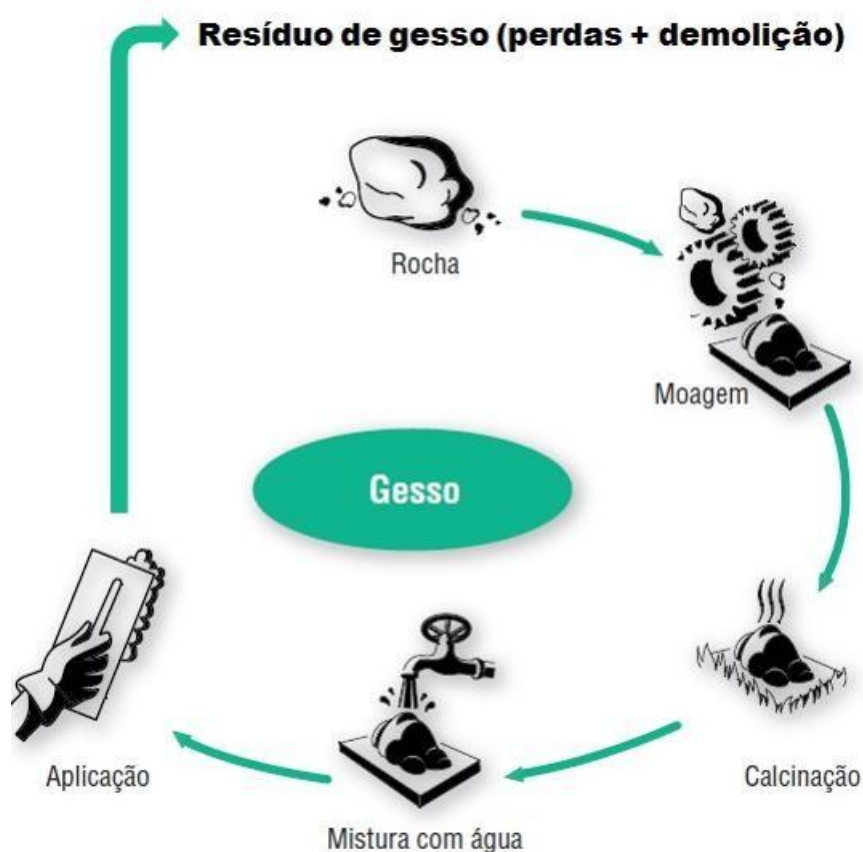 Resíduo de gesso (perdas + demolição)
Rocha
Moagem
Gesso
Aplicação
Calcinação
Mistura com água